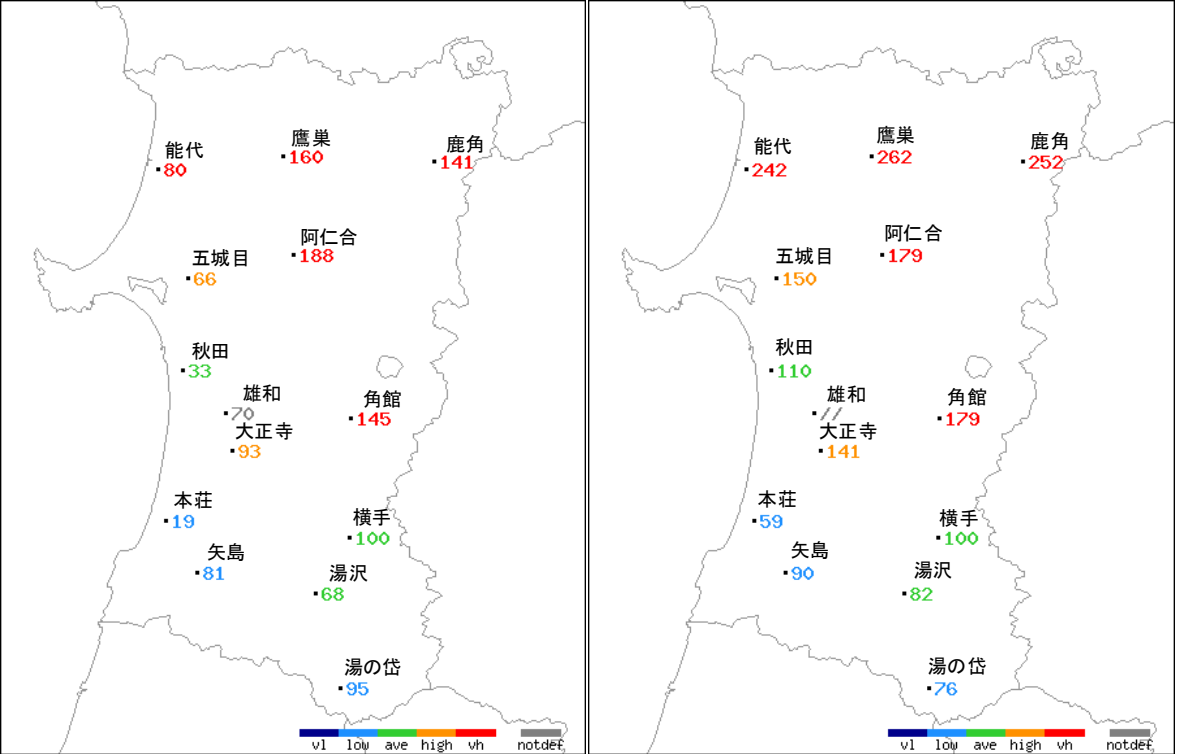 能代
80
鷹巣
160
鹿角
141
阿仁合
188
五城目
66
秋田
33
雄和
70
大正寺
93
角館
145
本荘
19
横手
100
矢島
81
湯沢
68
湯の岱
95
vl low ave high vh notdef
能代
242
鷹巣
262
鹿角
252
阿仁合
179
五城目
150
秋田
110
雄和
//
大正寺
141
角館
179
本荘
59
横手
100
矢島
90
湯沢
82
湯の岱
76
vl low ave high vh notdef